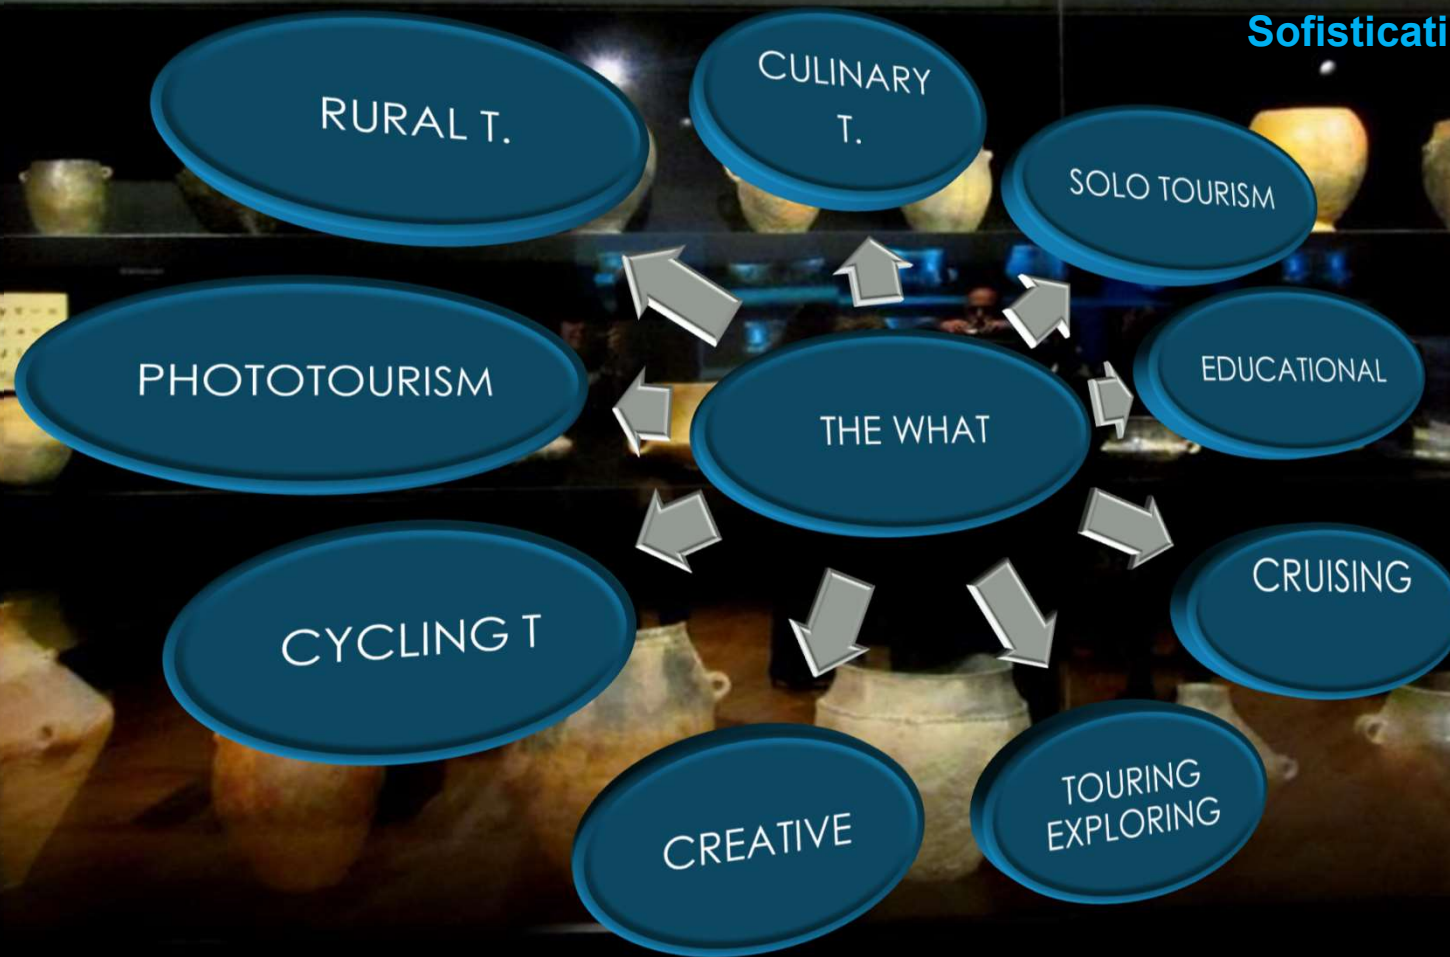 Sofisticati
RURAL T.
CULINARY
T.
SOLO TOURISM
PHOTOTOURISM
THE WHAT
EDUCATIONAL
CYCLING T
CRUISING
CREATIVE
TOURING
EXPLORING